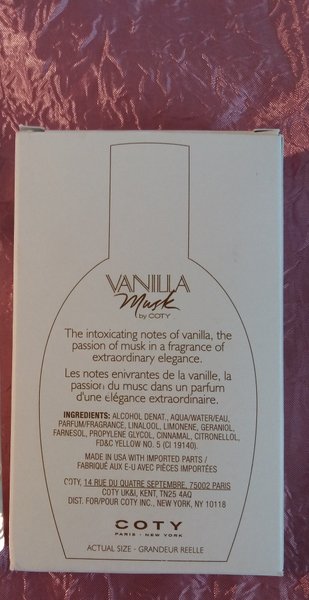 VANILLA
Musk
by COTY
The intoxicating notes of vanilla, the
passion of musk in a fragrance of
extraordinary elegance.
Les notes enivrantes de la vanille, la
passion du musc dans un parfum
d'une élégance extraordinaire.
INGREDIENTS: ALCOHOL DENAT., AQUA/WATER/EAU,
PARFUM/FRAGRANCE, LINALOOL, LIMONENE, GERANIOL,
FARNESOL, PROPYLENE GLYCOL, CINNAMAL, CITRONELLOL,
FD&C YELLOW NO. 5 (CI 19140).
MADE IN USA WITH IMPORTED PARTS /
FABRIQUÉ AUX É-U AVEC PIÈCES IMPORTÉES
COTY, 14 RUE DU QUATRE SEPTEMBRE, 75002 PARIS
COTY UK&I, KENT, TN25 4AQ
DIST. FOR/POUR COTY INC., NEW YORK, NY 10118
COTY
PARIS · NEW YORK
ACTUAL SIZE - GRANDEUR REELLE